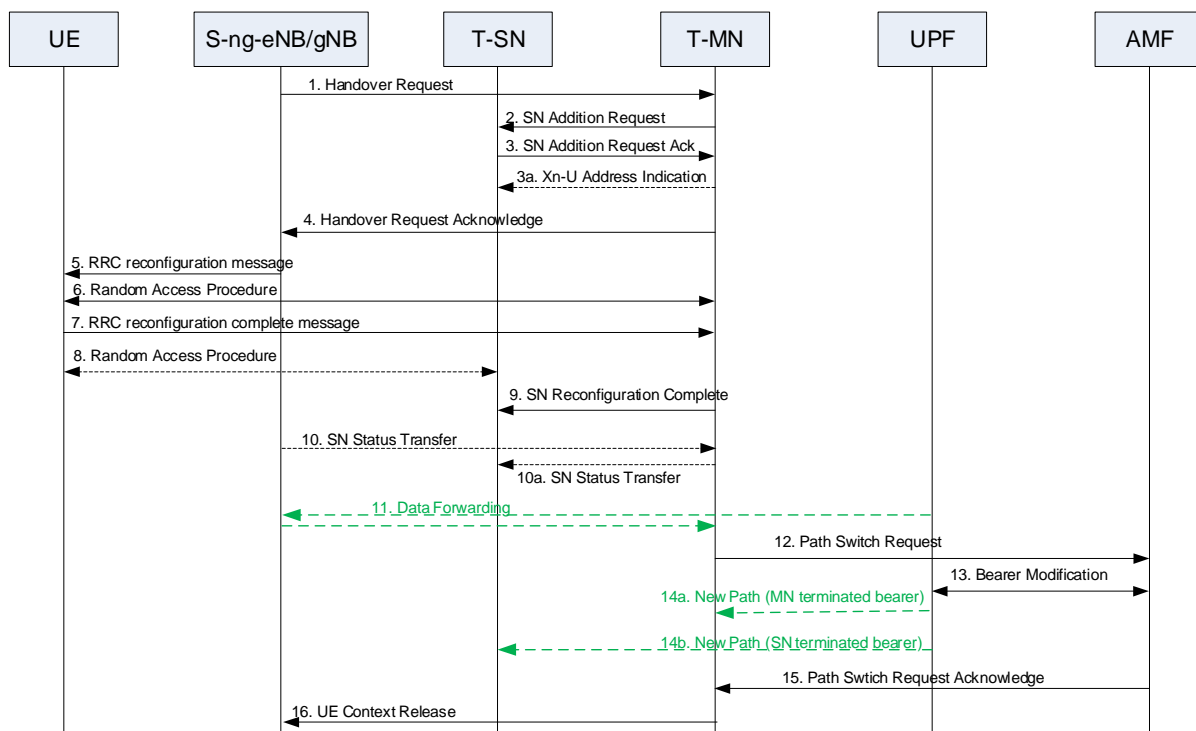 UE
S-ng-eNB/gNB
T-SN
T-MN
UPF
AMF
1. Handover Request
2. SN Addition Request
3. SN Addition Request Ack
3a. Xn-U Address Indication
4. Handover Request Acknowledge
5. RRC reconfiguration message
6. Random Access Procedure
7. RRC reconfiguration complete message
8. Random Access Procedure
9. SN Reconfiguration Complete
10. SN Status Transfer
10a. SN Status Transfer
11. Data Forwarding
12. Path Switch Request
13. Bearer Modification
14a. New Path (MN terminated bearer)
14b. New Path (SN terminated bearer)
15. Path Swtich Request Acknowledge
16. UE Context Release